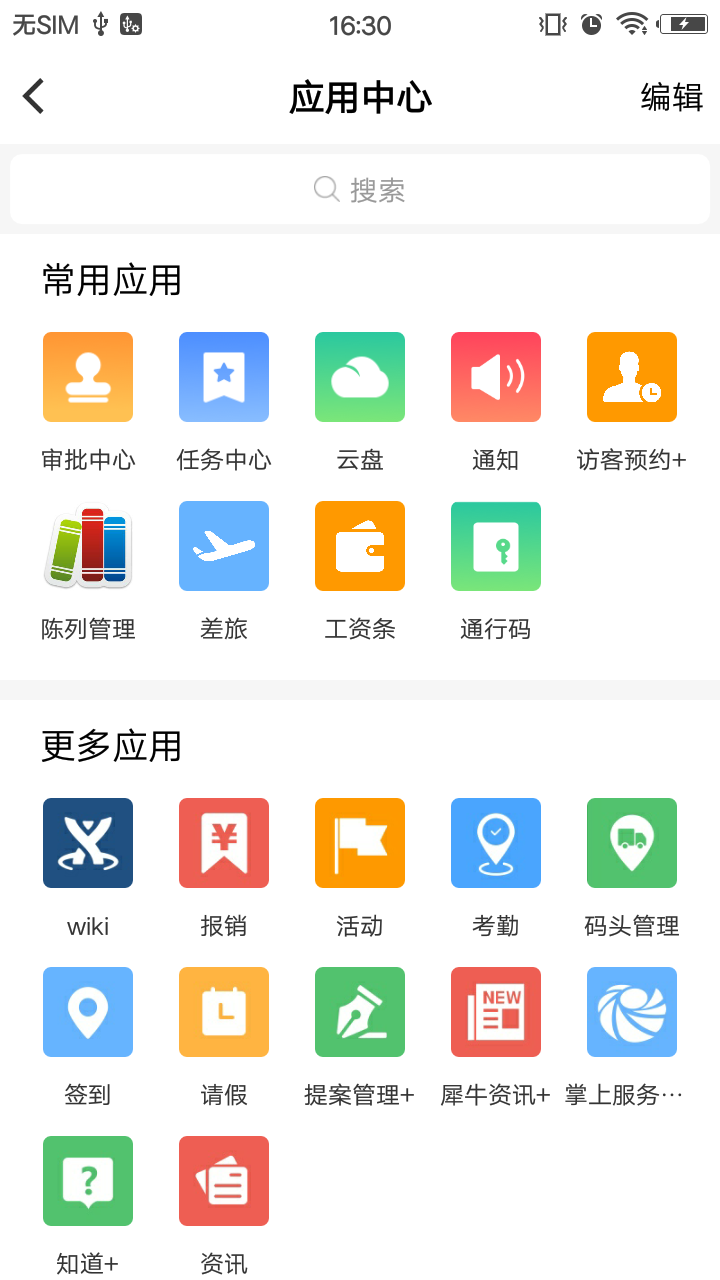 无SIM 16:30
应用中心 编辑
搜索
常用应用
审批中心 任务中心 云盘 通知 访客预约+
陈列管理 差旅 工资条 通行码
更多应用
¥
wiki 报销 活动 考勤 码头管理
NEW
签到 请假 提案管理+ 犀牛资讯+ 掌上服务…
?
知道+ 资讯